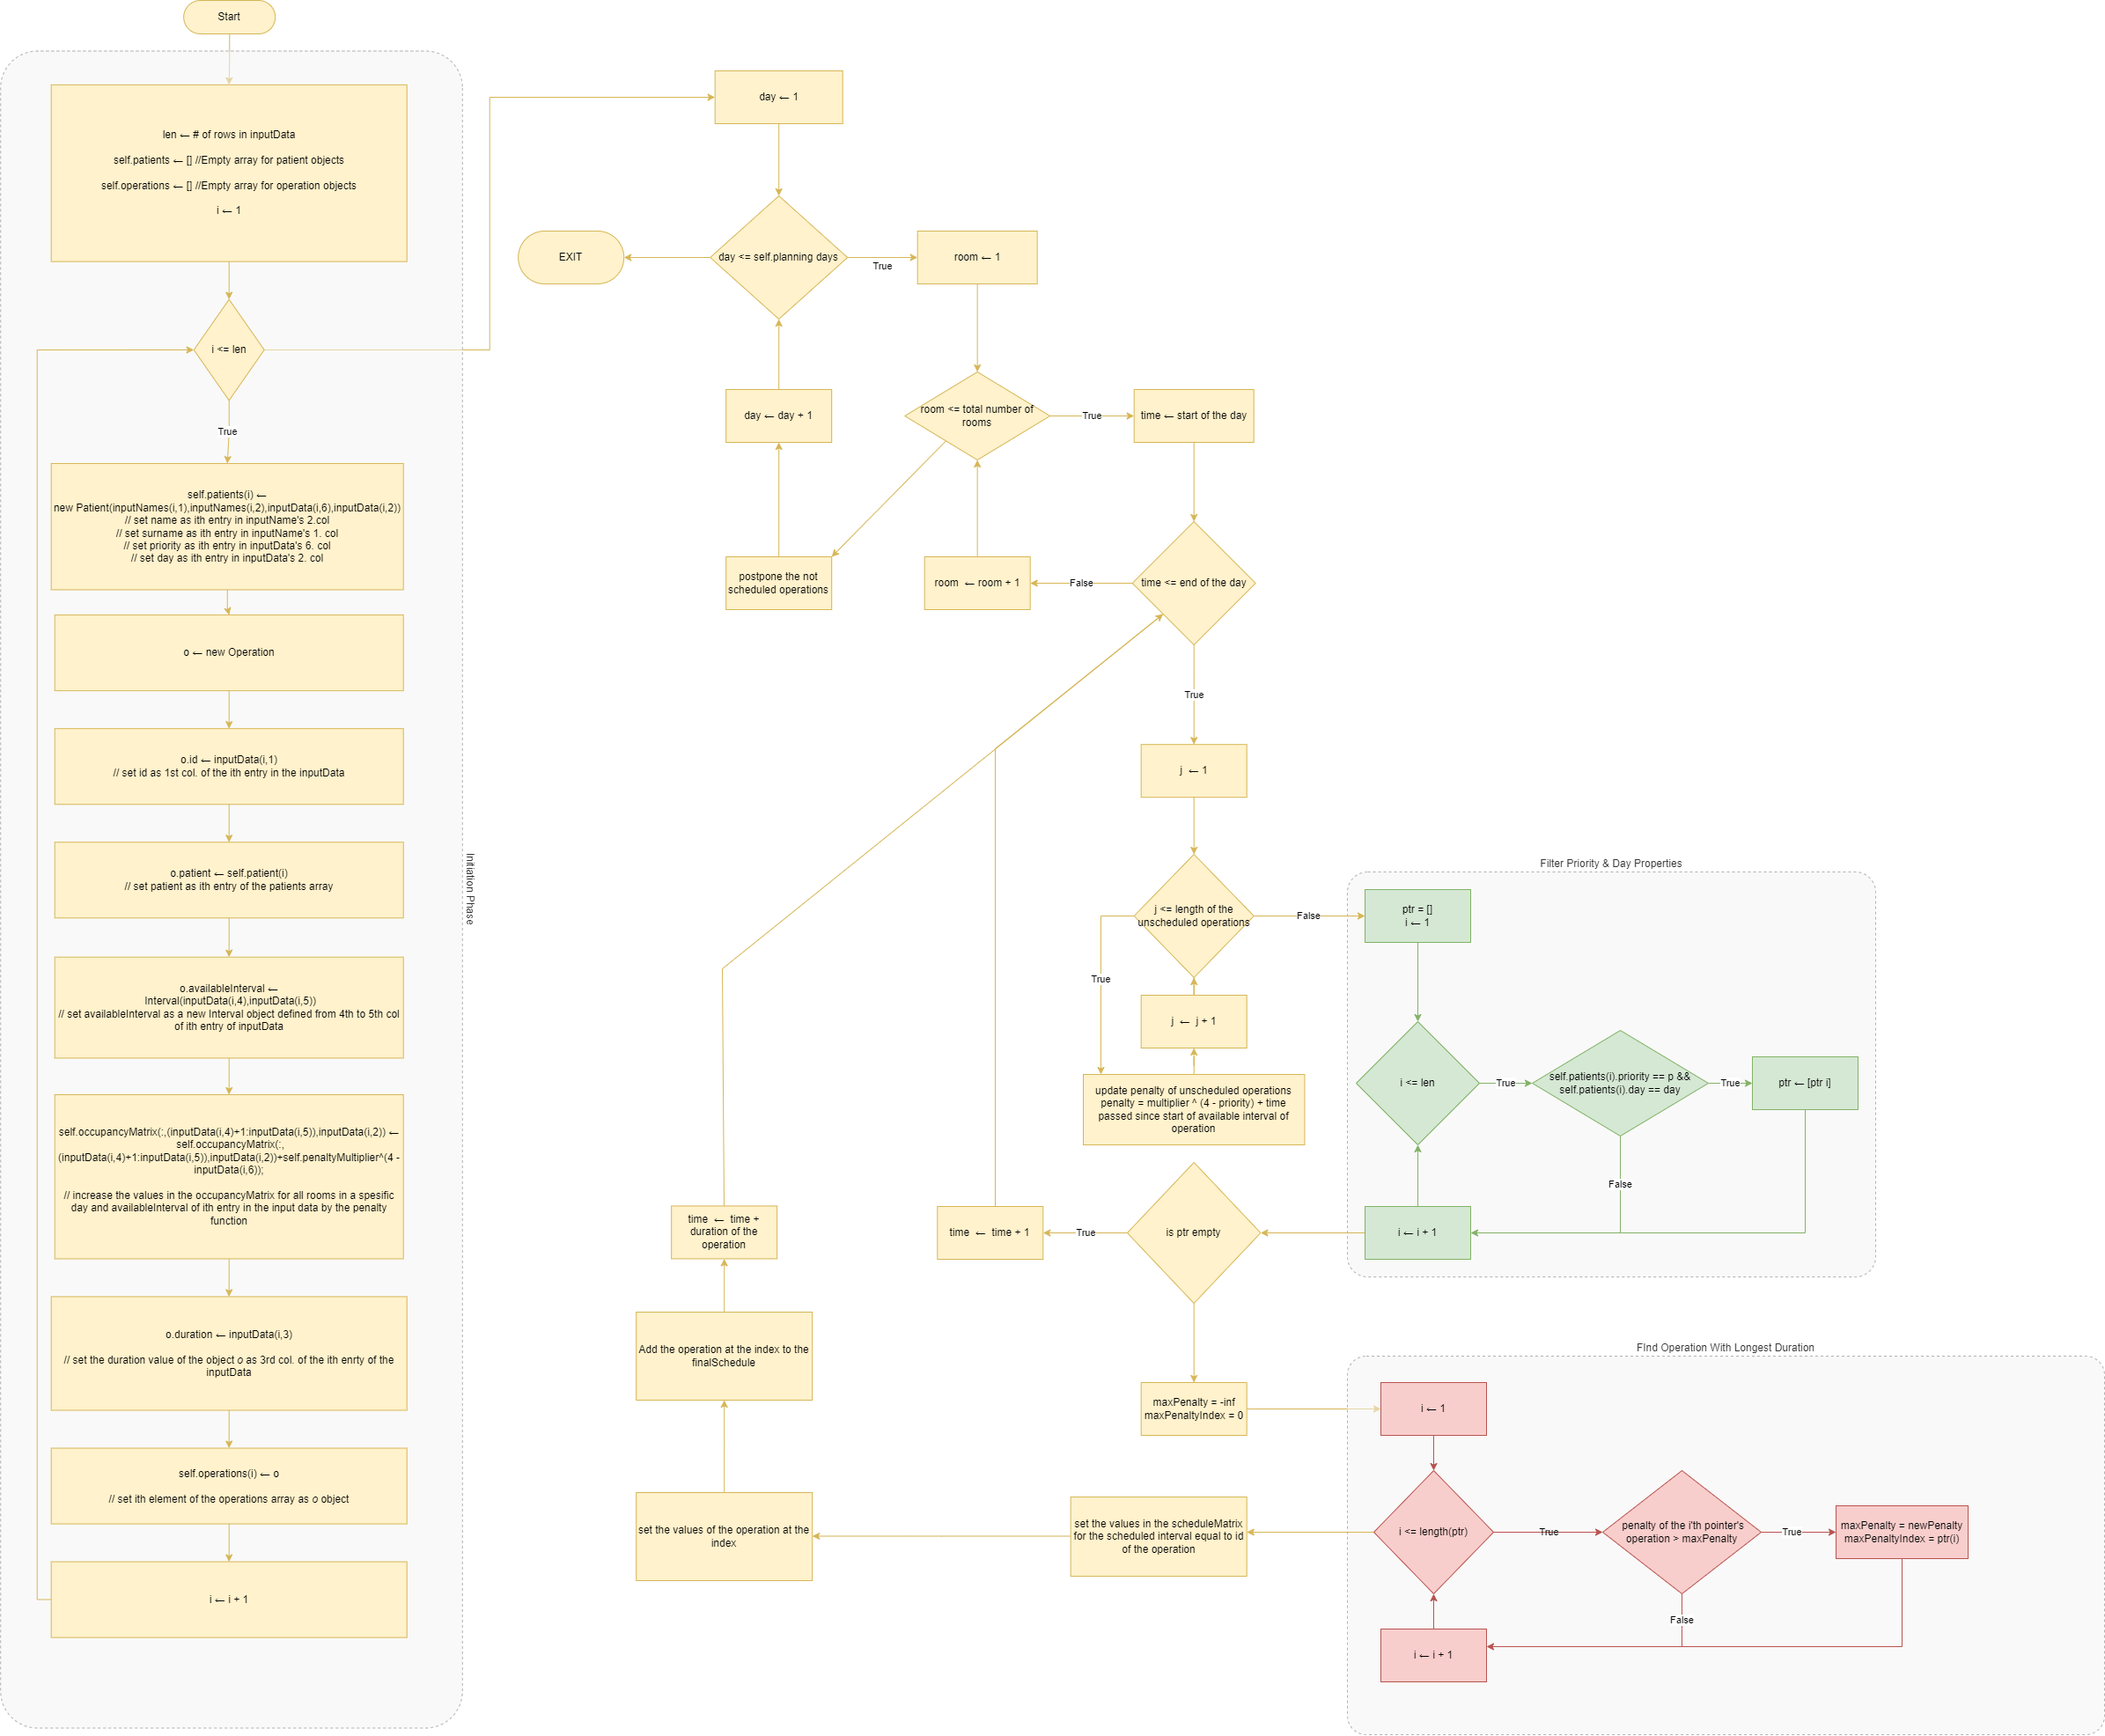 Start
len ← # of rows in inputData
self.patients ← [] //Empty array for patient objects
self.operations ← [] //Empty array for operation objects
i ← 1
i <= len
True
self.patients(i) ←
new Patient(inputNames(i,1),inputNames(i,2),inputData(i,6),inputData(i,2))
// set name as ith entry in inputName's 2.col
// set surname as ith entry in inputName's 1. col
// set priority as ith entry in inputData's 6. col
// set day as ith entry in inputData's 2. col
o ← new Operation
o.id ← inputData(i,1)
// set id as 1st col. of the ith entry in the inputData
o.patient ← self.patient(i)
// set patient as ith entry of the patients array
o.availableInterval ←
Interval(inputData(i,4),inputData(i,5))
// set availableInterval as a new Interval object defined from 4th to 5th col
of ith entry of inputData
self.occupancyMatrix(:,(inputData(i,4)+1:inputData(i,5)),inputData(i,2)) ←
self.occupancyMatrix(:,
(inputData(i,4)+1:inputData(i,5)),inputData(i,2))+self.penaltyMultiplier^(4 -
inputData(i,6));
// increase the values in the occupancyMatrix for all rooms in a spesific
day and availableInterval of ith entry in the input data by the penalty
function
o.duration ← inputData(i,3)
// set the duration value of the object o as 3rd col. of the ith enrty of the
inputData
self.operations(i) ← o
// set ith element of the operations array as o object
i ← i + 1
Initiation Phase
day ← 1
day <= self.planning days
EXIT
True
room ← 1
day ← day + 1
room <= total number of
rooms
True
time ← start of the day
postpone the not
scheduled operations
room ← room + 1
False
time <= end of the day
True
j ← 1
j <= length of the
unscheduled operations
True
False
j ← j + 1
update penalty of unscheduled operations
penalty = multiplier ^ (4 - priority) + time
passed since start of available interval of
operation
Filter Priority & Day Properties
ptr = []
i ← 1
i <= len
True
self.patients(i).priority == p &&
self.patients(i).day == day
True
ptr ← [ptr i]
False
i ← i + 1
is ptr empty
True
time ← time + 1
time ← time +
duration of the
operation
Add the operation at the index to the
finalSchedule
maxPenalty = -inf
maxPenaltyIndex = 0
FInd Operation With Longest Duration
i ← 1
i <= length(ptr)
True
penalty of the i'th pointer's
operation > maxPenalty
True
maxPenalty = newPenalty
maxPenaltyIndex = ptr(i)
False
i ← i + 1
set the values in the scheduleMatrix
for the scheduled interval equal to id
of the operation
set the values of the operation at the
index